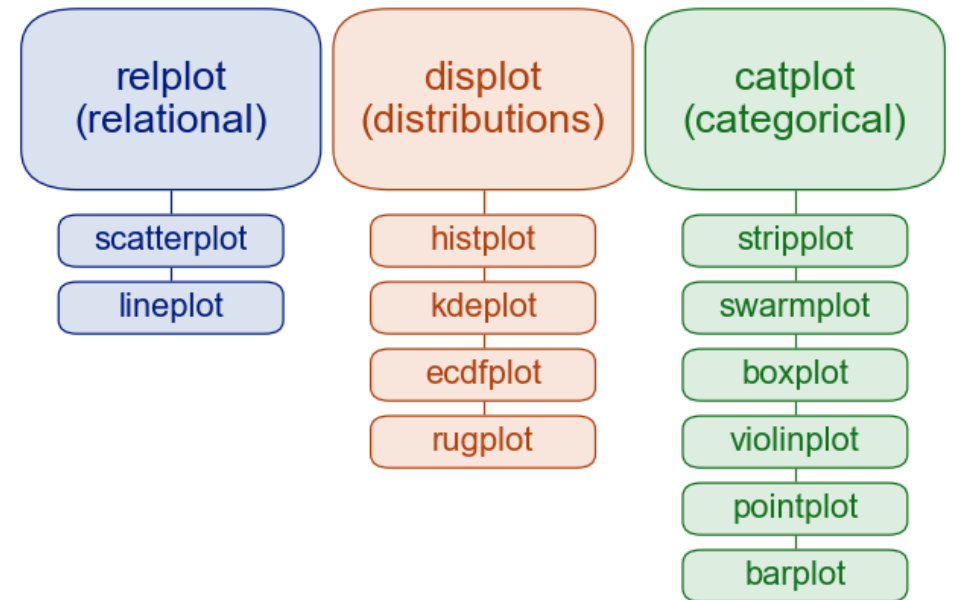 relplot
(relational)
scatterplot
lineplot
displot
(distributions)
histplot
kdeplot
ecdfplot
rugplot
catplot
(categorical)
stripplot
swarmplot
boxplot
violinplot
pointplot
barplot